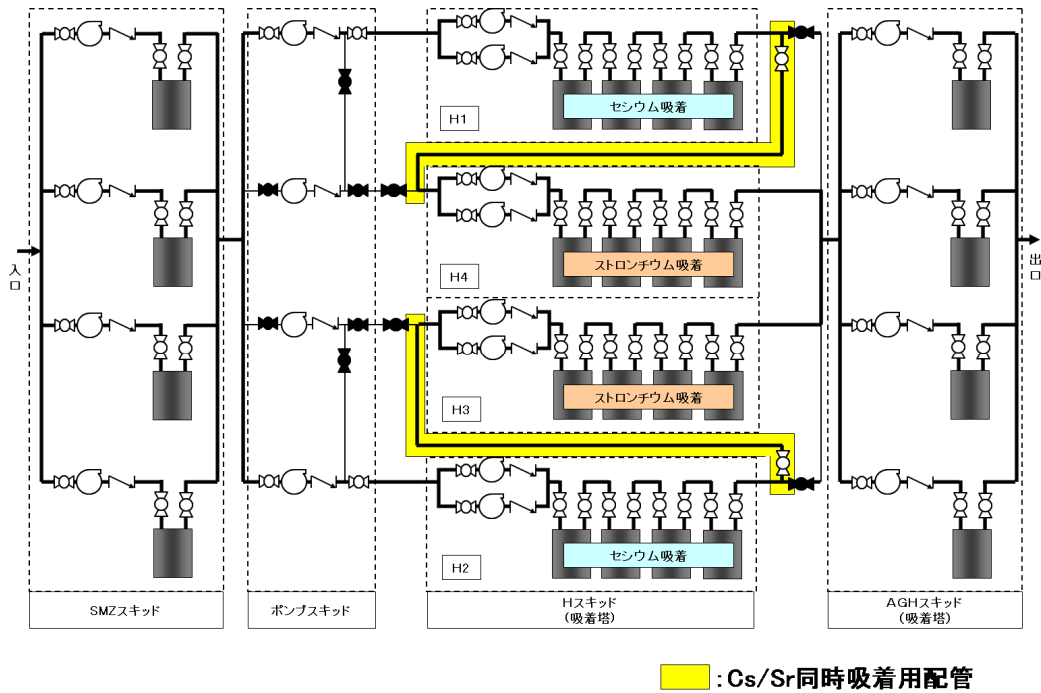 H1
セシウム吸着
H4
ストロンチウム吸着
入口
出口
H3
ストロンチウム吸着
H2
セシウム吸着
SMZスキッド
ポンプスキッド
Hスキッド
(吸着塔)
AGHスキッド
(吸着塔)
:Cs/Sr同時吸着用配管